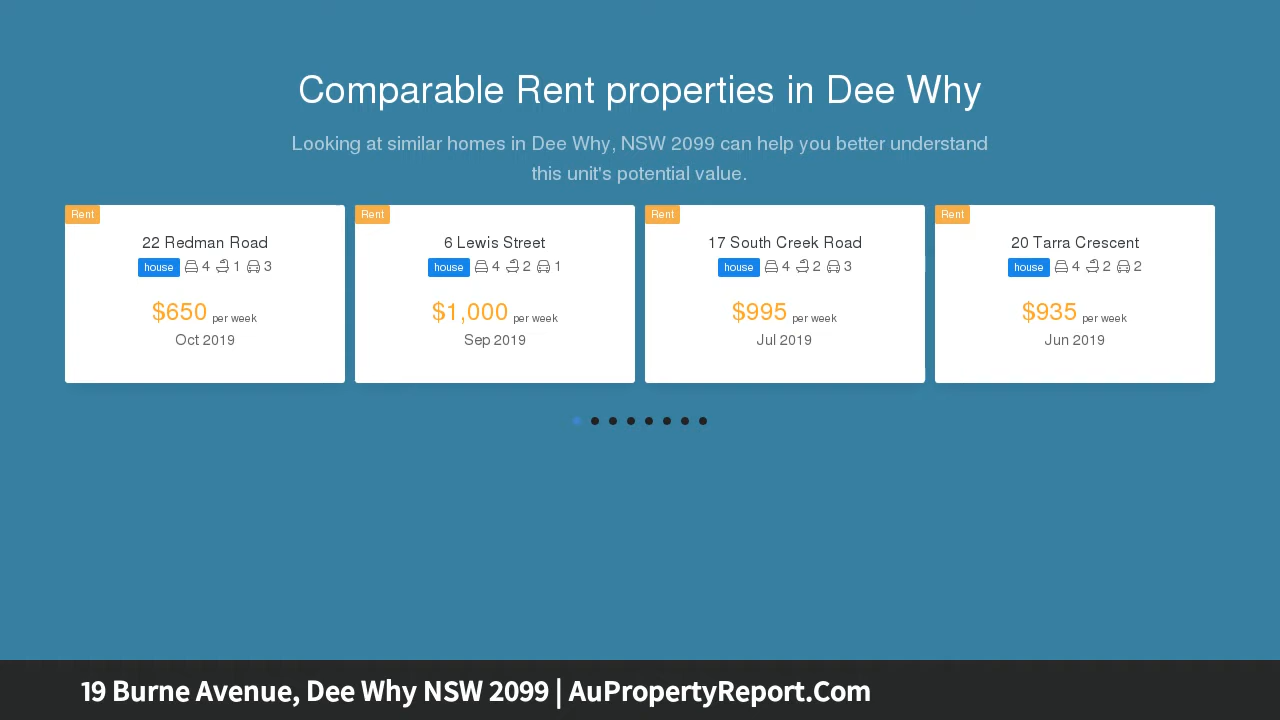 Comparable Rent properties in Dee Why
Looking at similar homes in Dee Why, NSW 2099 can help you better understand
this unit's potential value.
Rent
22 Redman Road
house 4 1 3
$650 per week
Oct 2019
Rent
6 Lewis Street
house 4 2 1
$1,000 per week
Sep 2019
Rent
17 South Creek Road
house 4 2 3
$995 per week
Jul 2019
Rent
20 Tarra Crescent
house 4 2 2
$935 per week
Jun 2019
19 Burne Avenue, Dee Why NSW 2099 | AuPropertyReport.Com